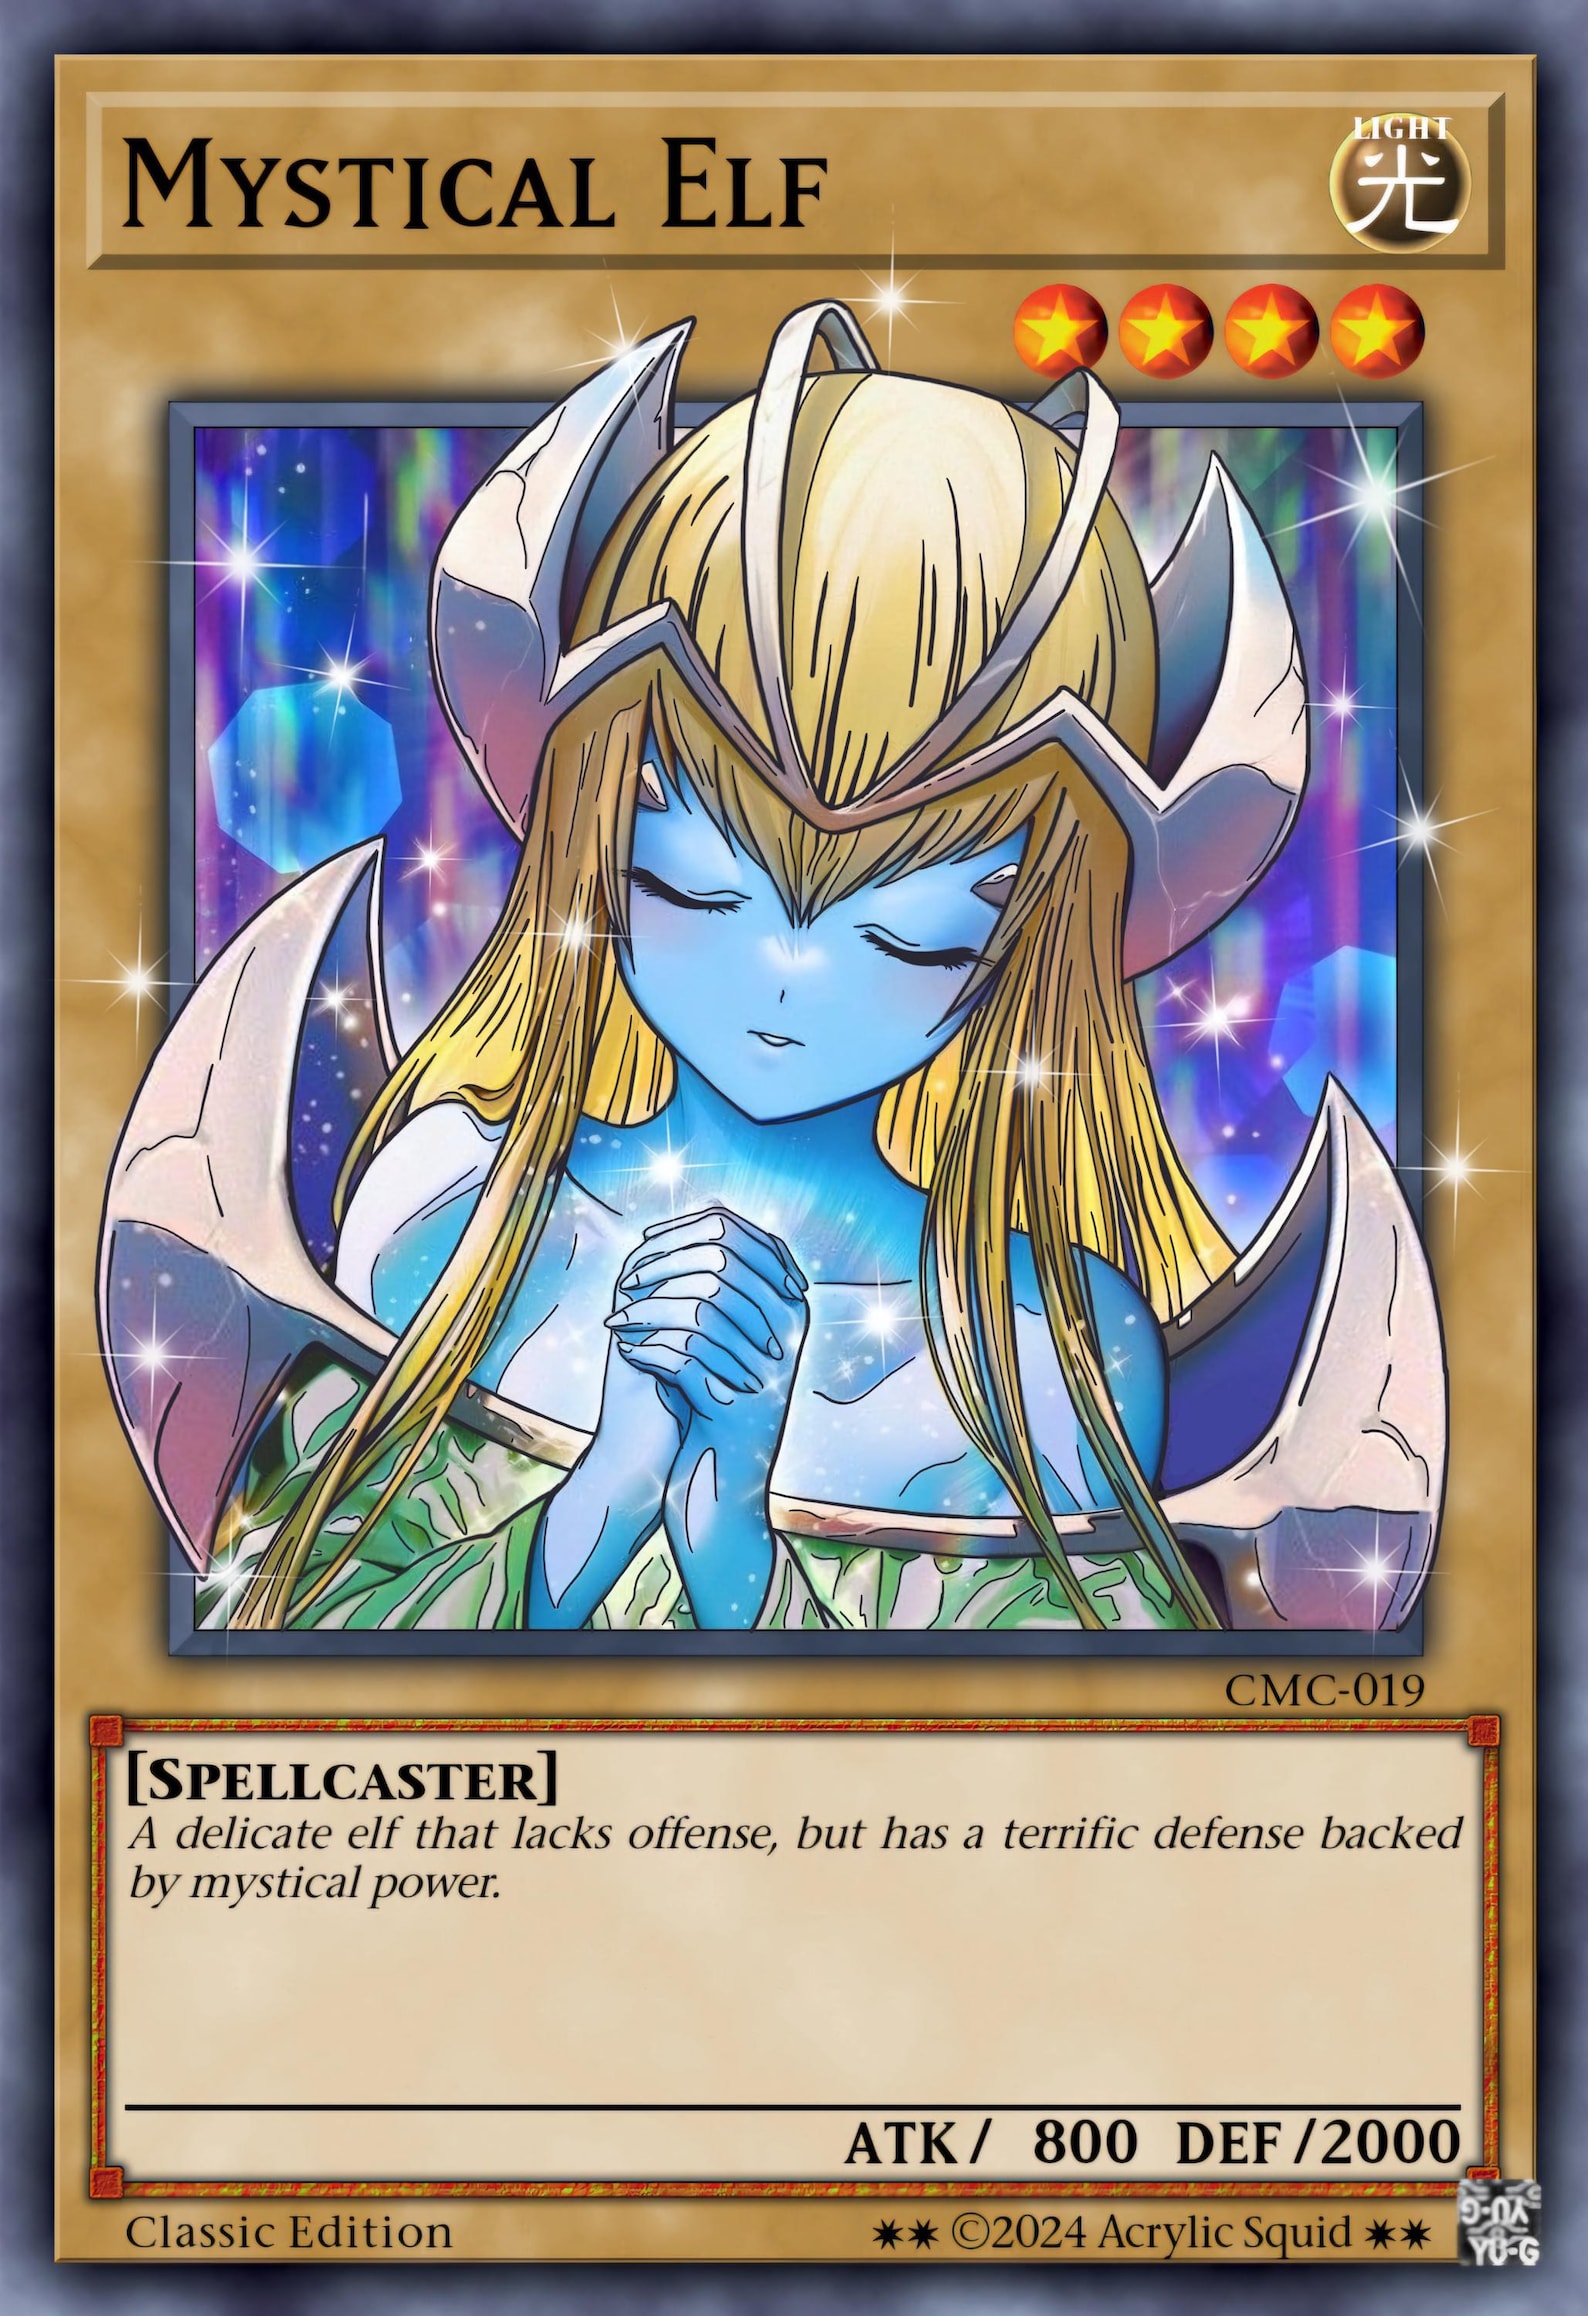 Mystical Elf
LIGHT
光
CMC-019
[Spellcaster]
A delicate elf that lacks offense, but has a terrific defense backed
by mystical power.
ATK/ 800 DEF/2000
Classic Edition
✷✷ ©2024 Acrylic Squid ✷✷
YU-G